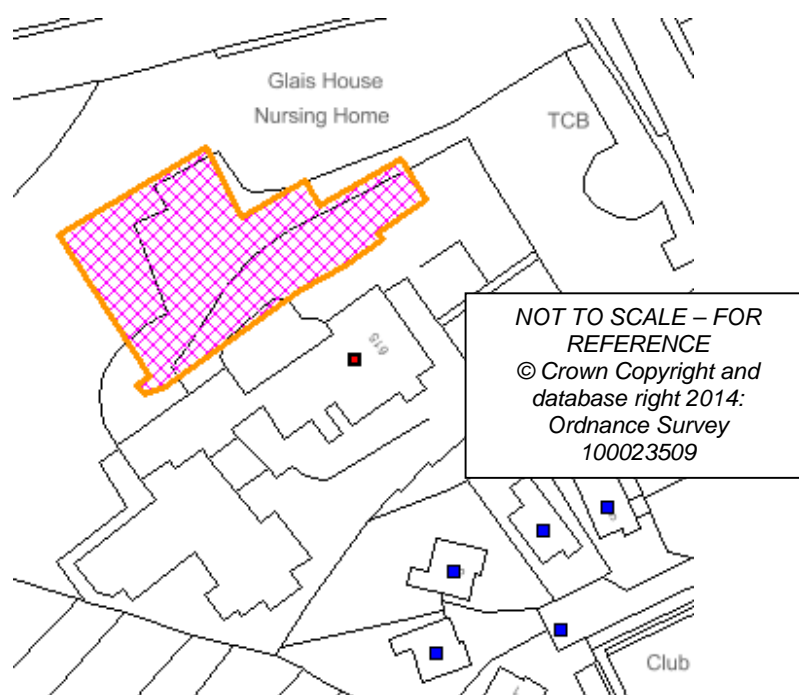 Glais House
Nursing Home
TCB
615
NOT TO SCALE – FOR
REFERENCE
© Crown Copyright and
database right 2014:
Ordnance Survey
100023509
Club